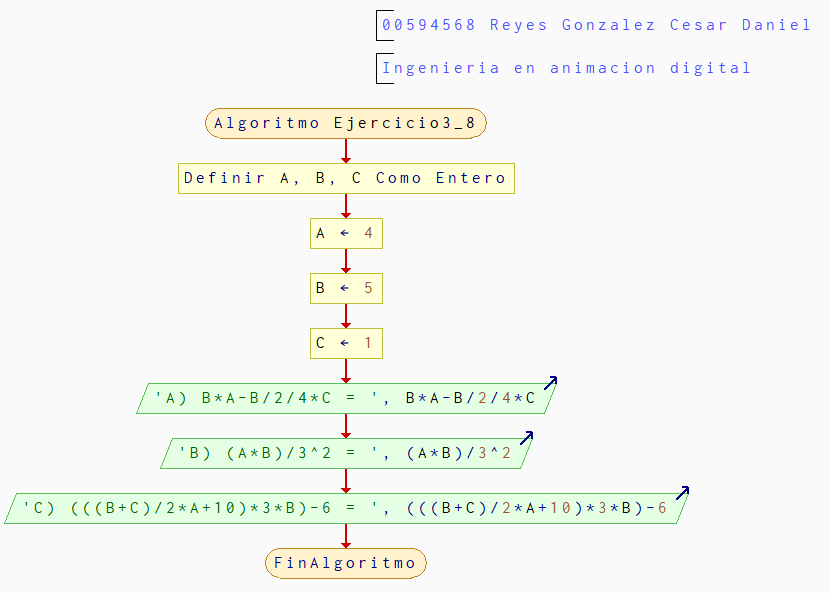 00594568 Reyes Gonzalez Cesar Daniel
Ingenieria en animacion digital
Algoritmo Ejercicio3_8
Definir A, B, C Como Entero
A ← 4
B ← 5
C ← 1
'A) B*A-B/2/4*C = ', B*A-B/2/4*C
'B) (A*B)/3^2 = ', (A*B)/3^2
'C) (((B+C)/2*A+10)*3*B)-6 = ', (((B+C)/2*A+10)*3*B)-6
FinAlgoritmo